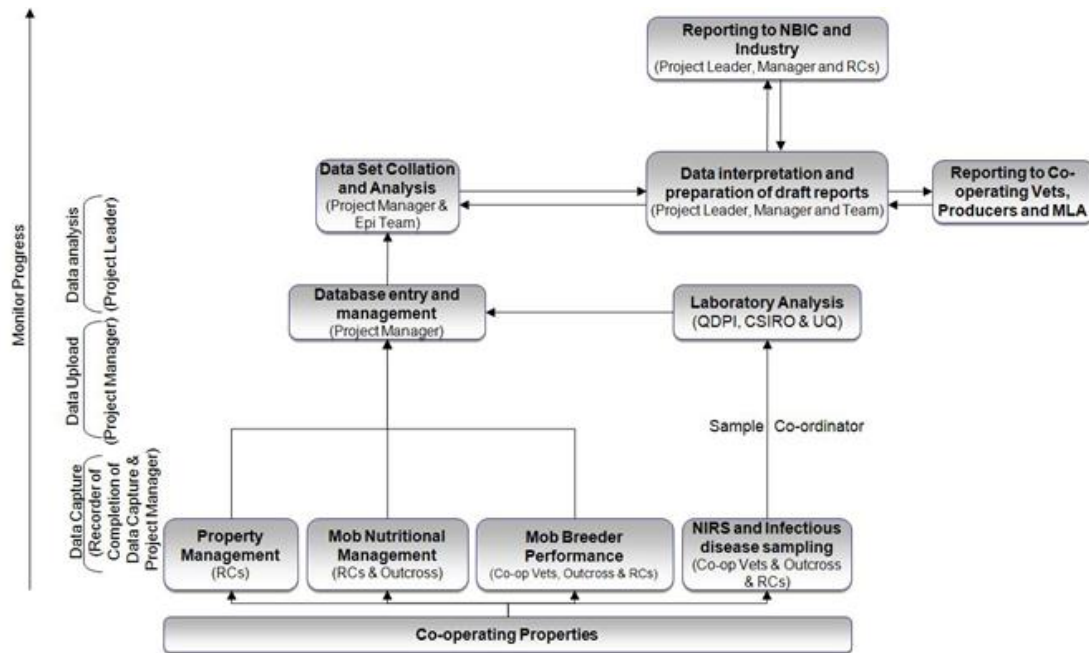 Reporting to NBIC and
Industry
(Project Leader, Manager and RCs)
Data Set Collation
and Analysis
(Project Manager &
Epi Team)
Data interpretation and
preparation of draft reports
(Project Leader, Manager and Team)
Reporting to Co-
operating Vets,
Producers and MLA
Database entry and
management
(Project Manager)
Laboratory Analysis
(QDPI, CSIRO & UQ)
Sample Co-ordinator
Property
Management
(RCs)
Mob Nutritional
Management
(RCs & Outcross)
Mob Breeder
Performance
(Co-op Vets, Outcross & RCs)
NIRS and Infectious
disease sampling
(Co-op Vets & Outcross
& RCs)
Co-operating Properties
Monitor Progress
Data analysis
(Project Leader)
Data Upload
(Project Manager)
Data Capture
(Recorder of
Completion of
Data Capture &
Project Manager)